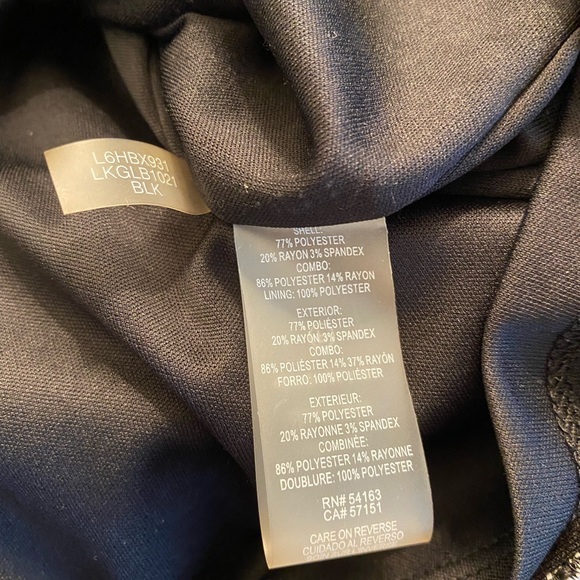 L6HBX931
LKGLB1021
BLK
SHELL:
77% POLYESTER
20% RAYON 3% SPANDEX
COMBO:
86% POLYESTER 14% RAYON
LINING: 100% POLYESTER
EXTERIOR:
77% POLIÉSTER
20% RAYÓN 3% SPANDEX
COMBO:
86% POLIÉSTER 14% 37% RAYÓN
FORRO: 100% POLIÉSTER
EXTERIEUR:
77% POLYESTER
20% RAYONNE 3% SPANDEX
COMBINÉE:
86% POLYESTER 14% RAYONNE
DOUBLURE: 100% POLYESTER
RN# 54163
CA# 57151
CARE ON REVERSE
CUIDADO AL REVERSO